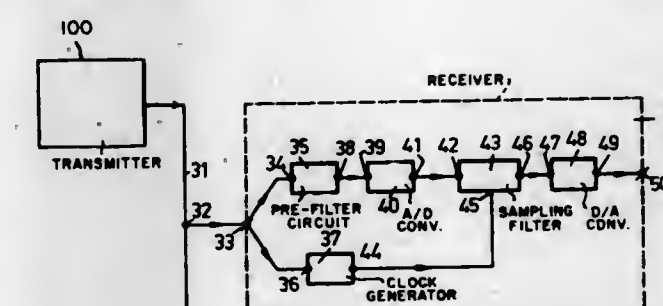 100
RECEIVER,
TRANSMITTER
31
32
33
34
35
38
39
41
42
43
46
47
48
49
50
PRE-FILTER
CIRCUIT
40
A/D
CONV.
45
SAMPLING
FILTER
D/A
CONV.
36
37
44
CLOCK
GENERATOR